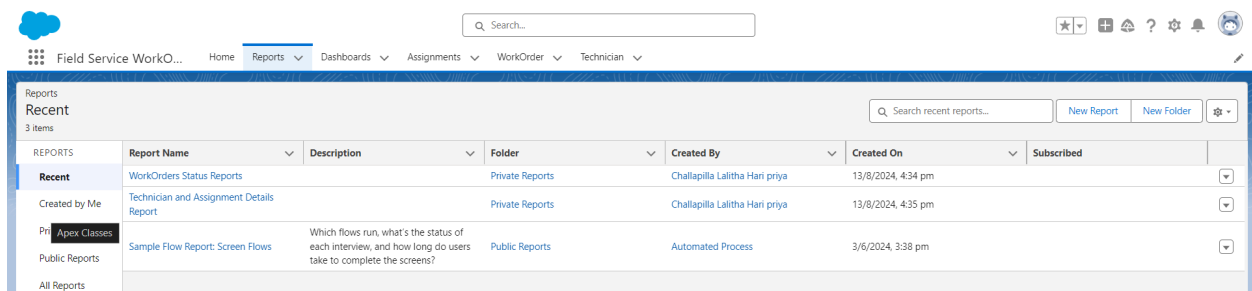 Search...
Field Service WorkO... Home Reports Dashboards Assignments WorkOrder Technician
Reports
Recent
3 items
Search recent reports... New Report New Folder
REPORTS Report Name Description Folder Created By Created On Subscribed
Recent WorkOrders Status Reports Private Reports Challapilla Lalitha Hari priya 13/8/2024, 4:34 pm
Created by Me Technician and Assignment Details Private Reports Challapilla Lalitha Hari priya 13/8/2024, 4:35 pm
Report
Pri Apex Classes Which flows run, what's the status of
Sample Flow Report: Screen Flows each interview, and how long do users Public Reports Automated Process 3/6/2024, 3:38 pm
Public Reports take to complete the screens?
All Reports